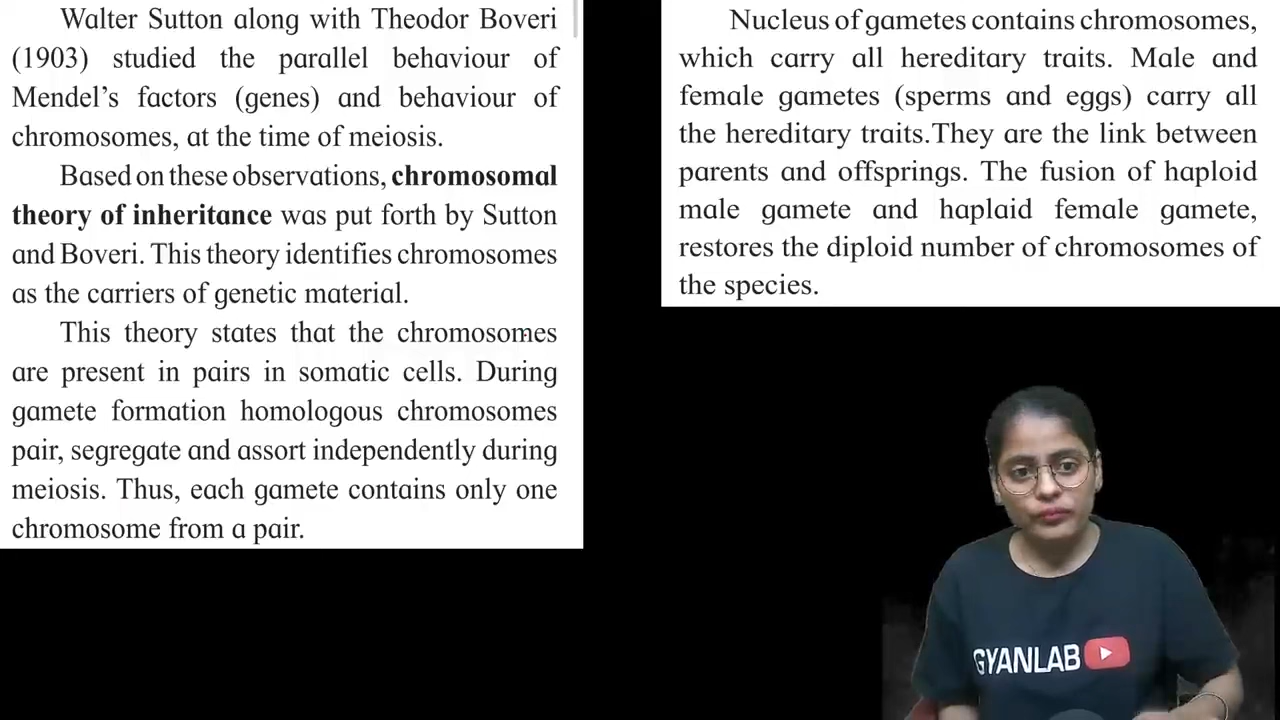 Walter Sutton along with Theodor Boveri
(1903) studied the parallel behaviour of
Mendel's factors (genes) and behaviour of
chromosomes, at the time of meiosis.
Based on these observations, chromosomal
theory of inheritance was put forth by Sutton
and Boveri. This theory identifies chromosomes
as the carriers of genetic material.
This theory states that the chromosomes
are present in pairs in somatic cells. During
gamete formation homologous chromosomes
pair, segregate and assort independently during
meiosis. Thus, each gamete contains only one
chromosome from a pair.
Nucleus of gametes contains chromosomes,
which carry all hereditary traits. Male and
female gametes (sperms and eggs) carry all
the hereditary traits.They are the link between
parents and offsprings. The fusion of haploid
male gamete and haplaid female gamete,
restores the diploid number of chromosomes of
the species.
GYANLAB